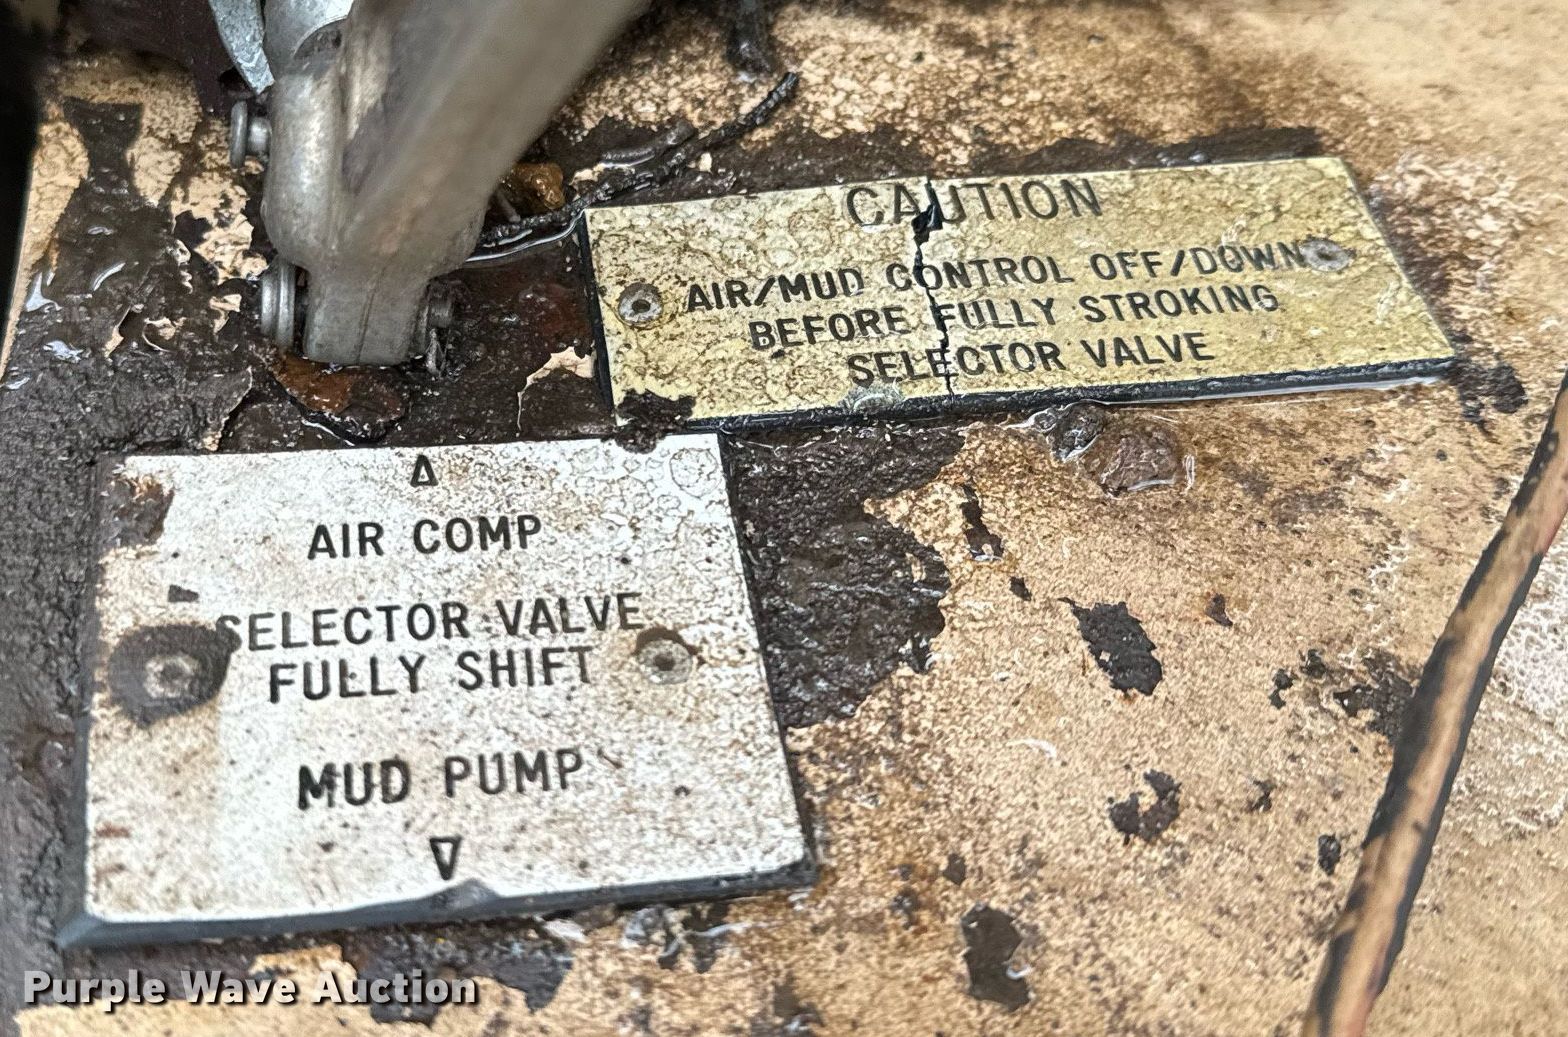 CAUTION
AIR/MUD CONTROL OFF/DOWN
BEFORE FULLY STROKING
SELECTOR VALVE
AIR COMP
SELECTOR VALVE
FULLY SHIFT
MUD PUMP
Purple Wave Auction